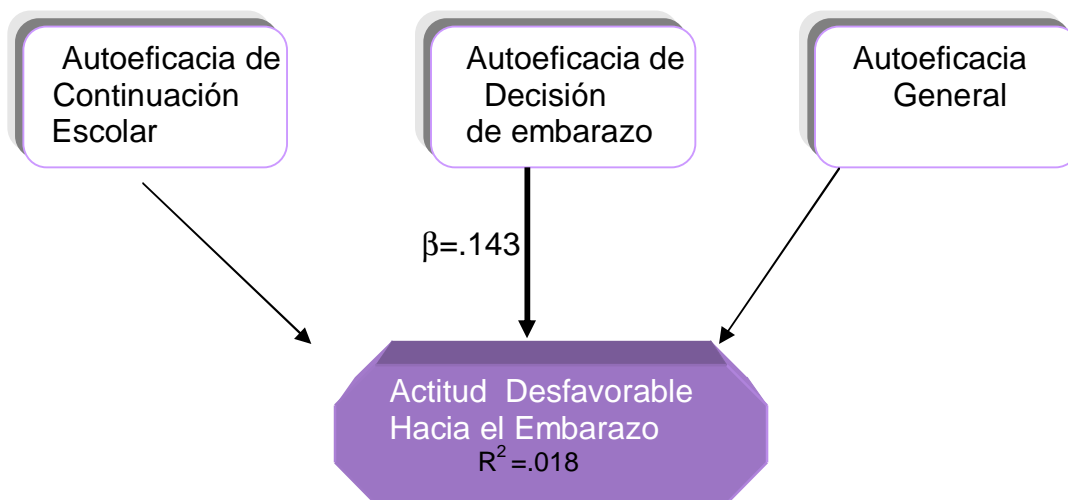 Autoeficacia de
Continuación
Escolar
Autoeficacia de
Decisión
de embarazo
Autoeficacia
General
β=.143
Actitud Desfavorable
Hacia el Embarazo
R² =.018